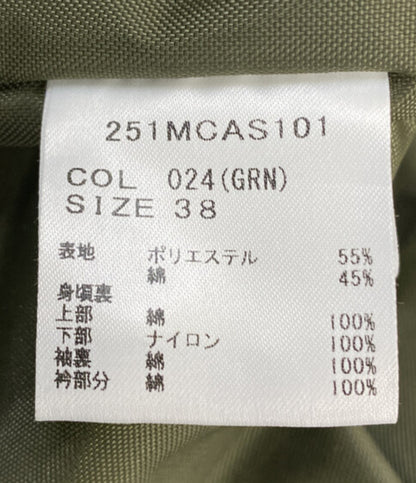 251MCAS101
COL 024(GRN)
SIZE 38
表地 ポリエステル 55%
綿 45%
身頃裏
上部 綿 100%
下部 ナイロン 100%
袖裏 綿 100%
衿部分 綿 100%